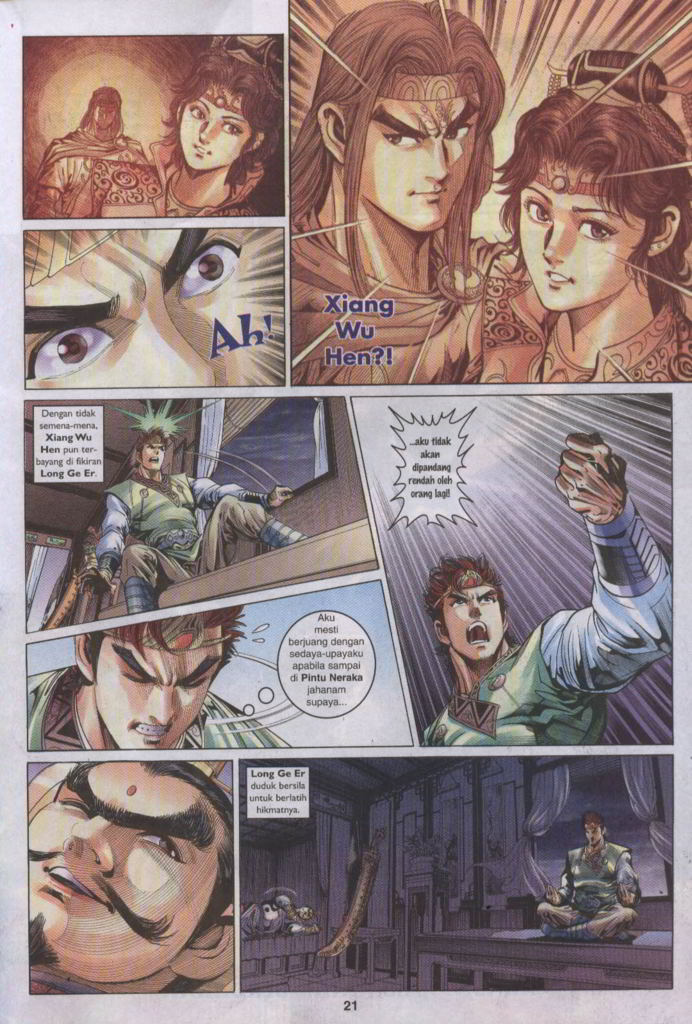 Xiang
Wu
Hen?!
Ah!
Dengan tidak
semena-mena,
Xiang Wu
Hen pun ter-
bayang di fikiran
Long Ge Er.
...aku tidak
akan
dipandang
rendah oleh
orang lagi!
Aku
mesti
berjuang dengan
sedaya-upayaku
apabila sampai
di Pintu Neraka
jahanam
supaya...
Long Ge Er
duduk bersila
untuk berlatih
hikmatnya.
21